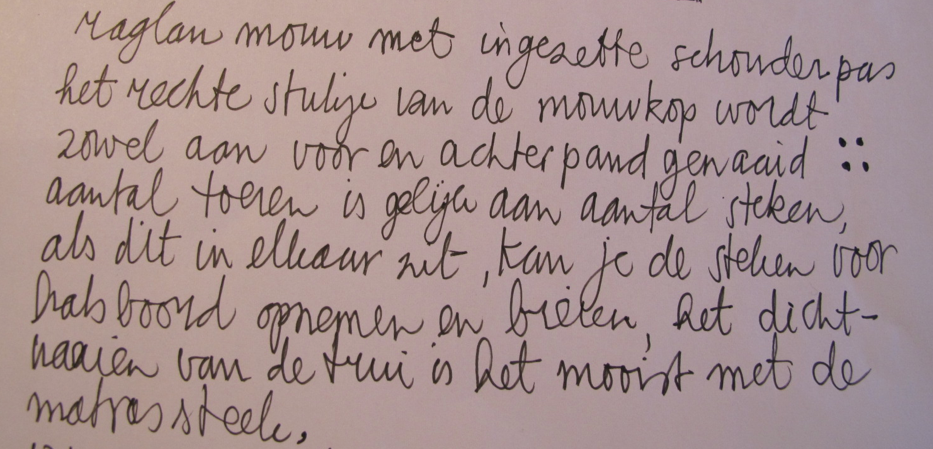 raglan mouw met ingezette schouderpas
het rechte stukje van de mouwkop wordt
zowel aan voor en achterpand genaaid ::
aantal toeren is gelijk aan aantal steken,
als dit in elkaar zit, kan je de steken voor
halsboord opnemen en breien, het dicht-
naaien van de trui is het mooist met de
matrassteek.